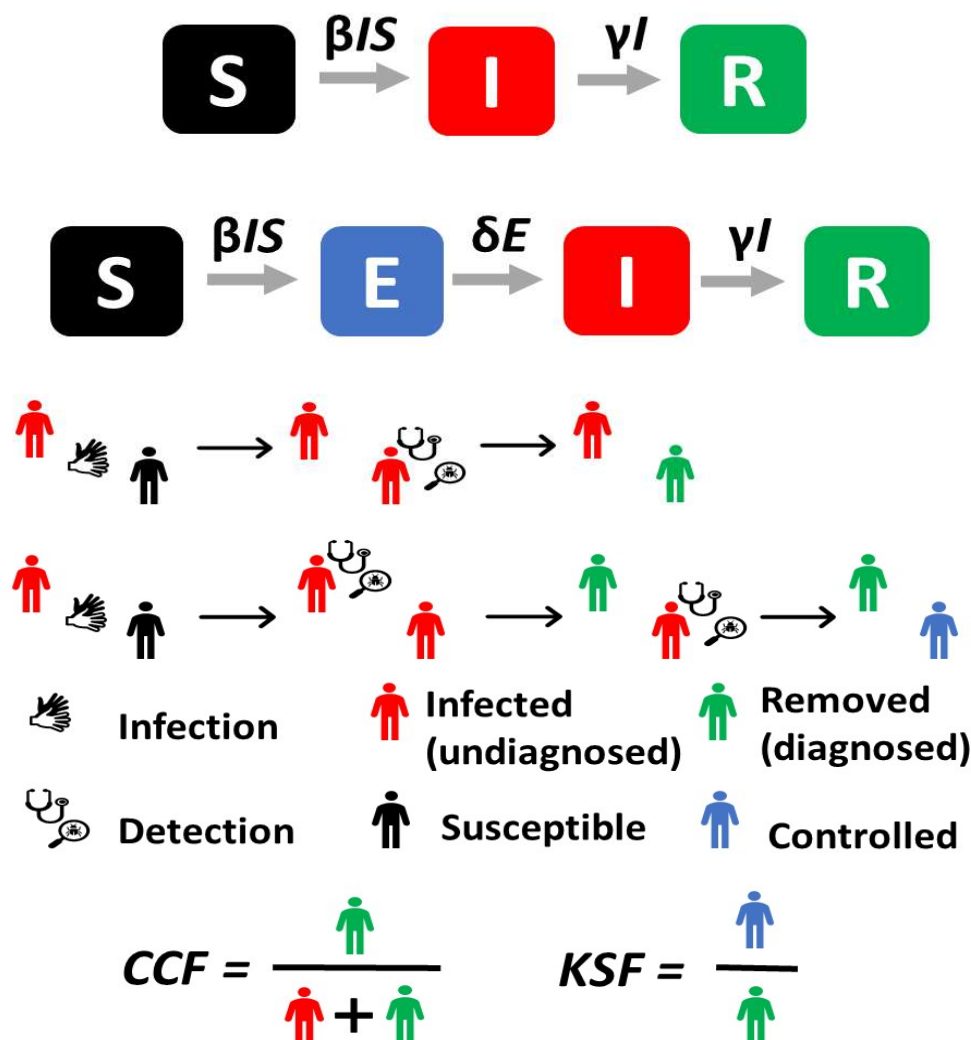 βIS γI
S I R
βIS δE γI
S E I R
Infection
Infected
(undiagnosed)
Removed
(diagnosed)
Detection
Susceptible
Controlled
CCF =
+
KSF =